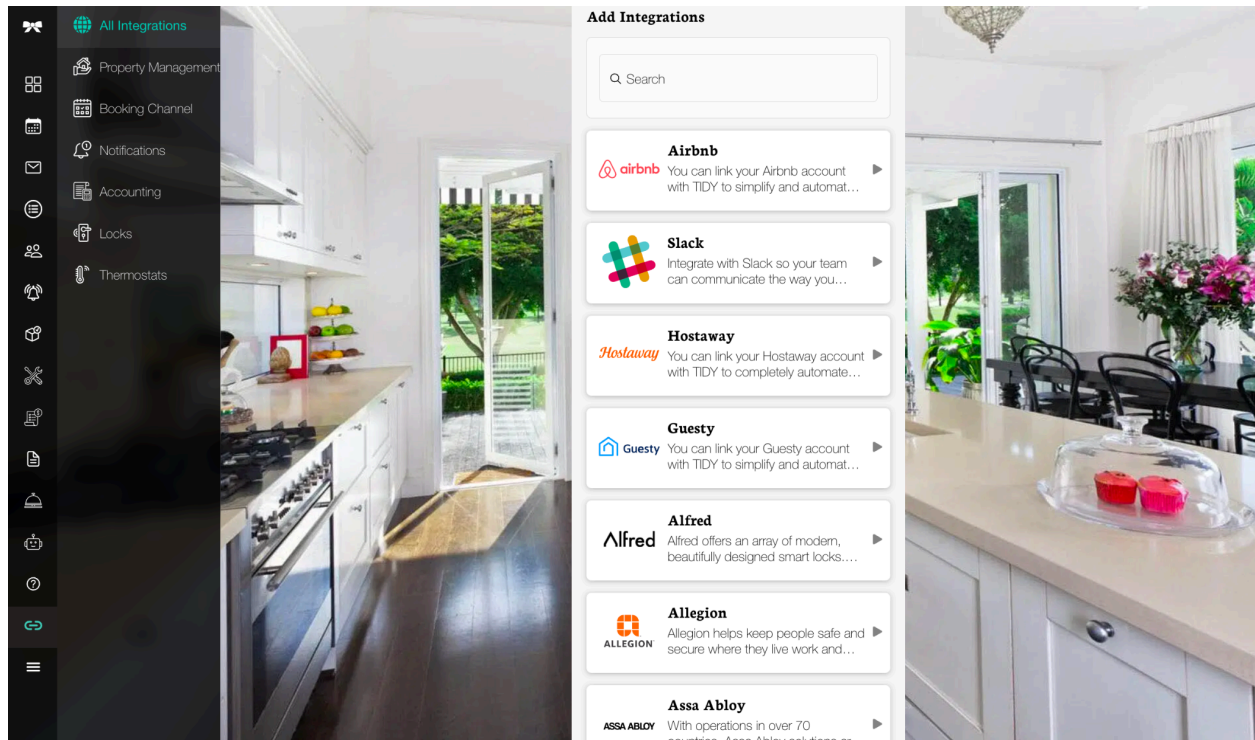 All Integrations
Property Management
Booking Channel
Notifications
Accounting
Locks
Thermostats
Add Integrations
Search
airbnb
Airbnb
You can link your Airbnb account
with TIDY to simplify and automat...
Slack
Integrate with Slack so your team
can communicate the way you...
Hostaway
Hostaway
You can link your Hostaway account
with TIDY to completely automate...
Guesty
Guesty
You can link your Guesty account
with TIDY to simplify and automat...
Alfred
Alfred
Alfred offers an array of modern,
beautifully designed smart locks....
ALLEGION
Allegion
Allegion helps keep people safe and
secure where they live work and...
ASSA ABLOY
Assa Abloy
With operations in over 70
countries, Assa Abloy solutions or